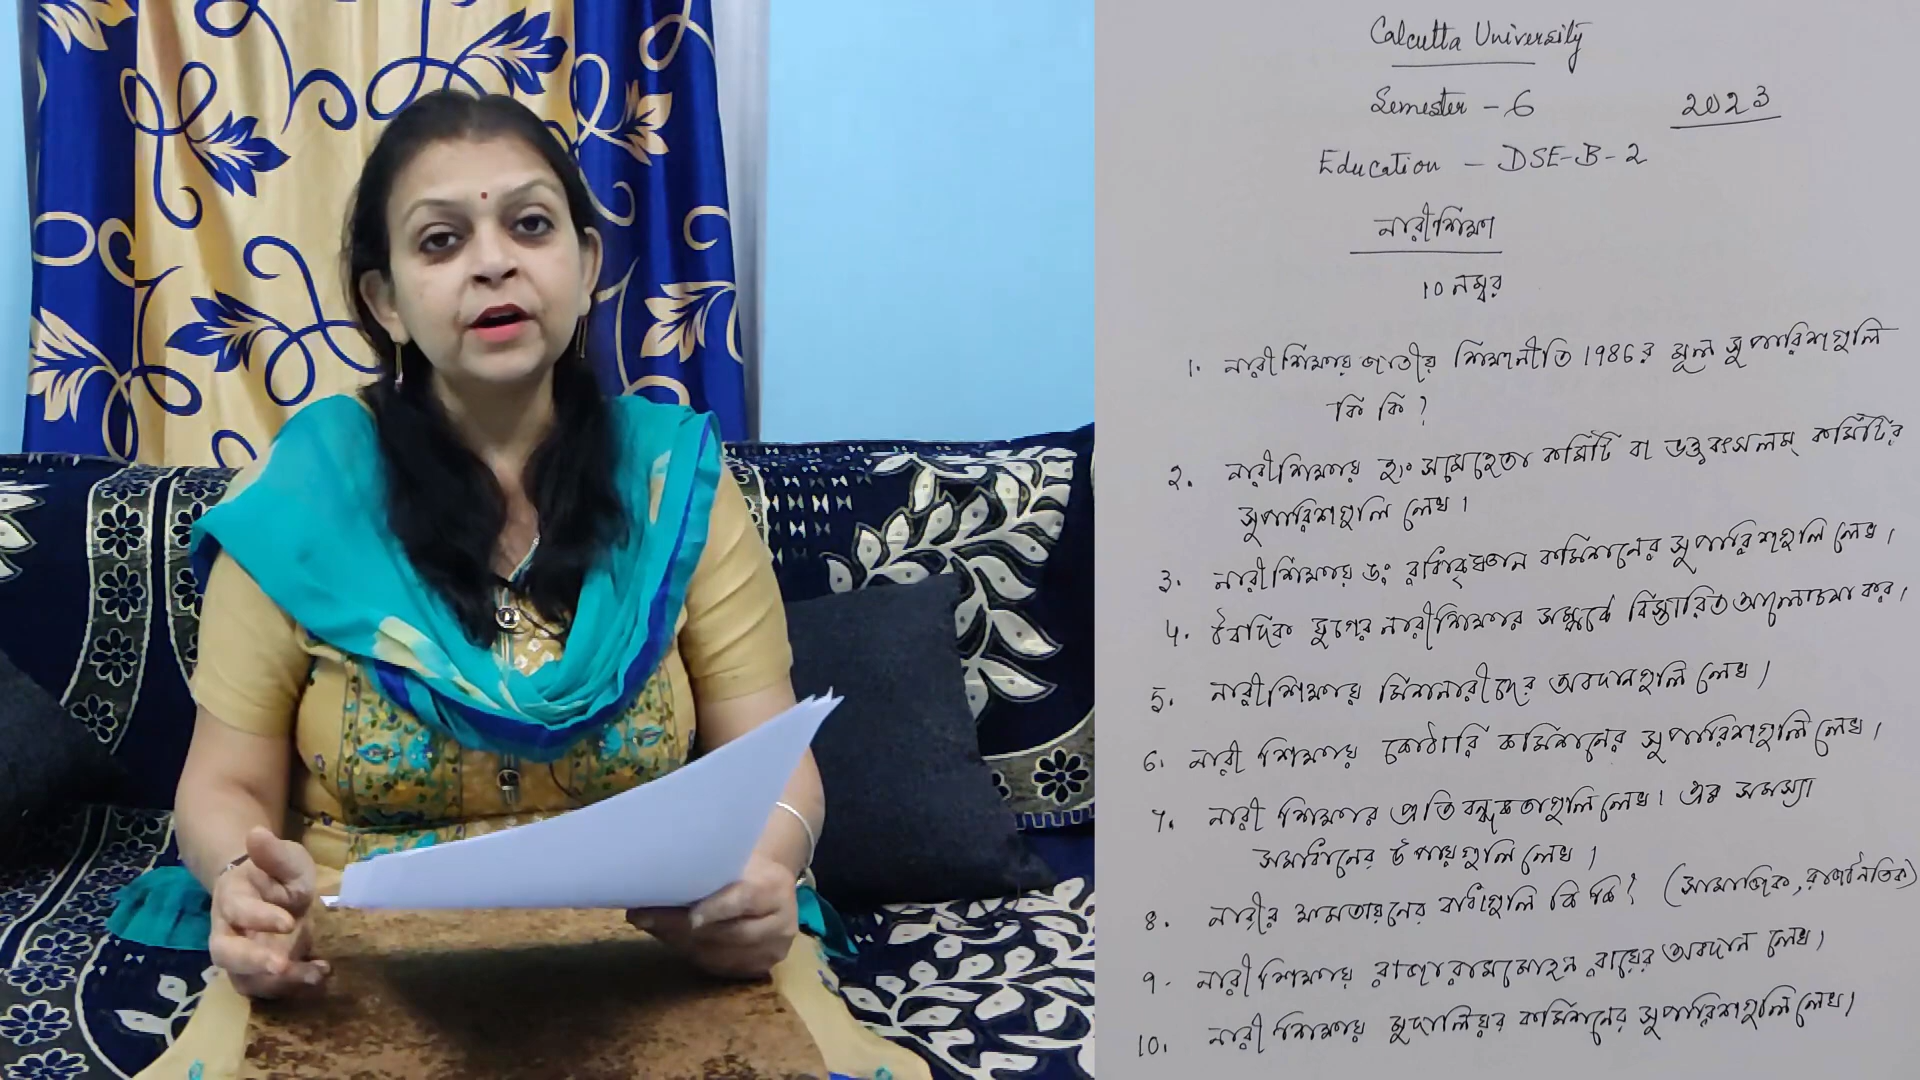 Calcutta University
Semester - 6 2023
Education - DSE-B-2
নারীশিক্ষা
10 নম্বর
1. নারীশিক্ষায় জাতীয় শিক্ষানীতি 1986র মূল সুপারিশগুলি
কি কি?
2. নারীশিক্ষায় হংসমেহেতা কমিটি বা ভক্তবৎসলম্ কমিটির
সুপারিশগুলি লেখ।
3. নারীশিক্ষায় ডঃ রাধাকৃষ্ণান কমিশনের সুপারিশগুলি লেখ।
4. বৈদিক যুগের নারীশিক্ষার সম্পর্কে বিস্তারিত আলোচনা কর।
5. নারীশিক্ষায় মিশনারীদের অবদানগুলি লেখ।
6. নারী শিক্ষায় কোঠারি কমিশনের সুপারিশগুলি লেখ।
7. নারী শিক্ষার প্রতিবন্ধকতাগুলি লেখ। এর সমস্যা
সমাধানের উপায়গুলি লেখ।
8. নারীর ক্ষমতায়নের বাধাগুলি কি কি? (সামাজিক, রাজনৈতিক)
9. নারীশিক্ষায় রাজা রামমোহন রায়ের অবদান লেখ।
10. নারীশিক্ষায় মুদালিয়র কমিশনের সুপারিশগুলি লেখ।